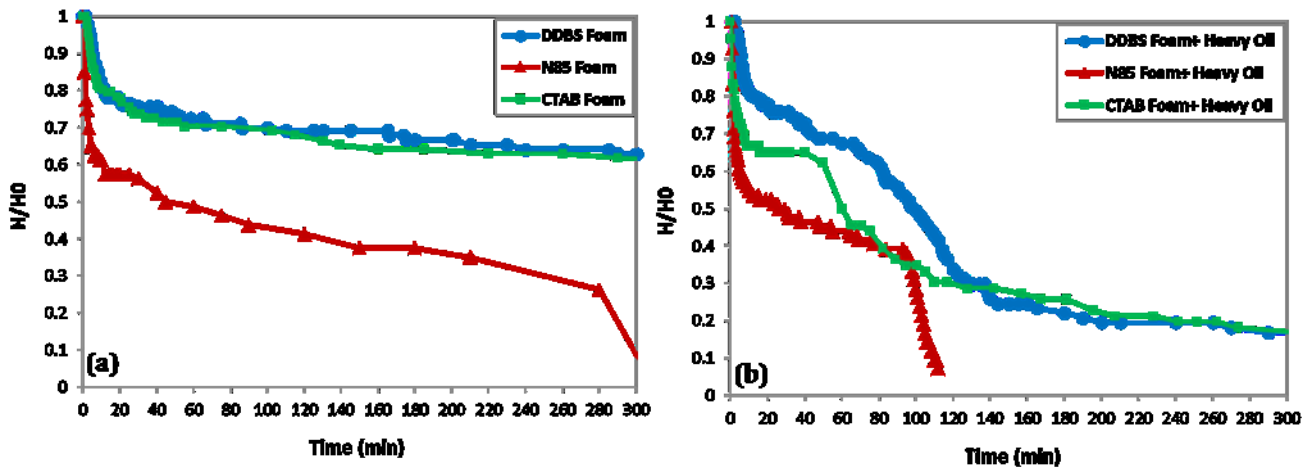 1
0.9
0.8
0.7
0.6
0.5
0.4
0.3
0.2
0.1
0
H/H0
DDBS Foam
N85 Foam
CTAB Foam
(a)
0 20 40 60 80 100 120 140 160 180 200 220 240 260 280 300
Time (min)
1
0.9
0.8
0.7
0.6
0.5
0.4
0.3
0.2
0.1
0
H/H0
DDBS Foam+ Heavy Oil
N85 Foam+ Heavy Oil
CTAB Foam+ Heavy Oil
(b)
0 20 40 60 80 100 120 140 160 180 200 220 240 260 280 300
Time (min)